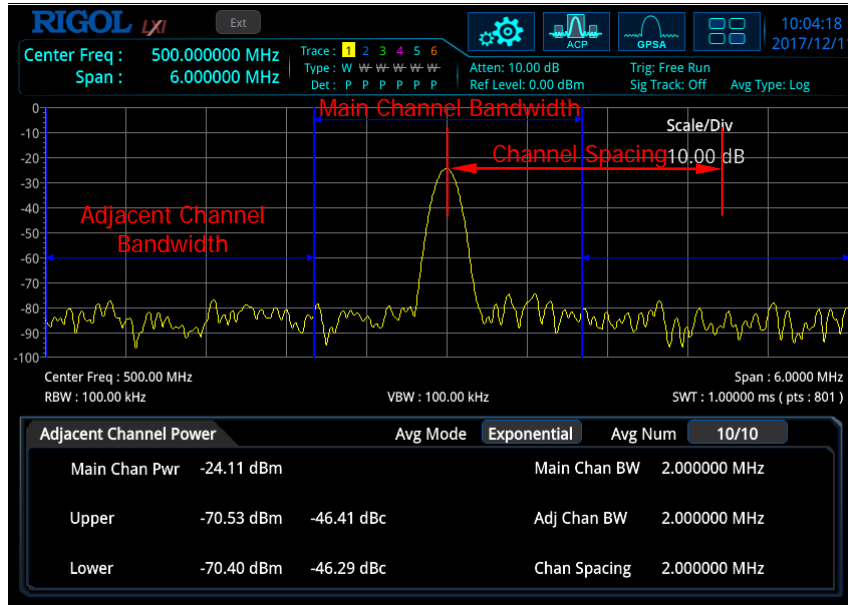 RIGOL LXI Ext 10:04:18
2017/12/11
Center Freq : 500.000000 MHz
Span : 6.000000 MHz
Trace : 1 2 3 4 5 6
Type : W W W W W W
Det : P P P P P P
Atten: 10.00 dB
Ref Level: 0.00 dBm
Trig: Free Run
Sig Track: Off
Avg Type: Log
ACP
GPSA
Main Channel Bandwidth
Scale/Div
Channel Spacing
10.00 dB
Adjacent Channel
Bandwidth
0
-10
-20
-30
-40
-50
-60
-70
-80
-90
-100
Center Freq : 500.00 MHz
Span : 6.0000 MHz
RBW : 100.00 kHz
VBW : 100.00 kHz
SWT : 1.00000 ms ( pts : 801 )
Adjacent Channel Power
Avg Mode Exponential Avg Num 10/10
Main Chan Pwr -24.11 dBm Main Chan BW 2.000000 MHz
Upper -70.53 dBm -46.41 dBc Adj Chan BW 2.000000 MHz
Lower -70.40 dBm -46.29 dBc Chan Spacing 2.000000 MHz